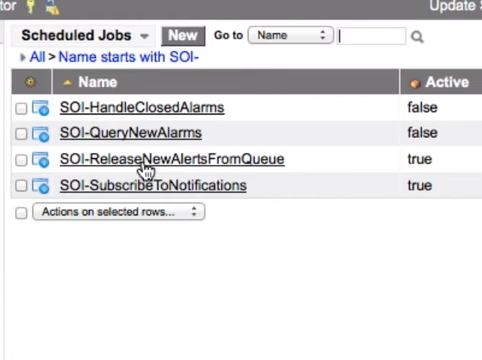 tor Update S
Scheduled Jobs New Go to Name
All > Name starts with SOI-
Name Active
SOI-HandleClosedAlarms false
SOI-QueryNewAlarms false
SOI-ReleaseNewAlertsFromQueue true
SOI-SubscribeToNotifications true
Actions on selected rows...